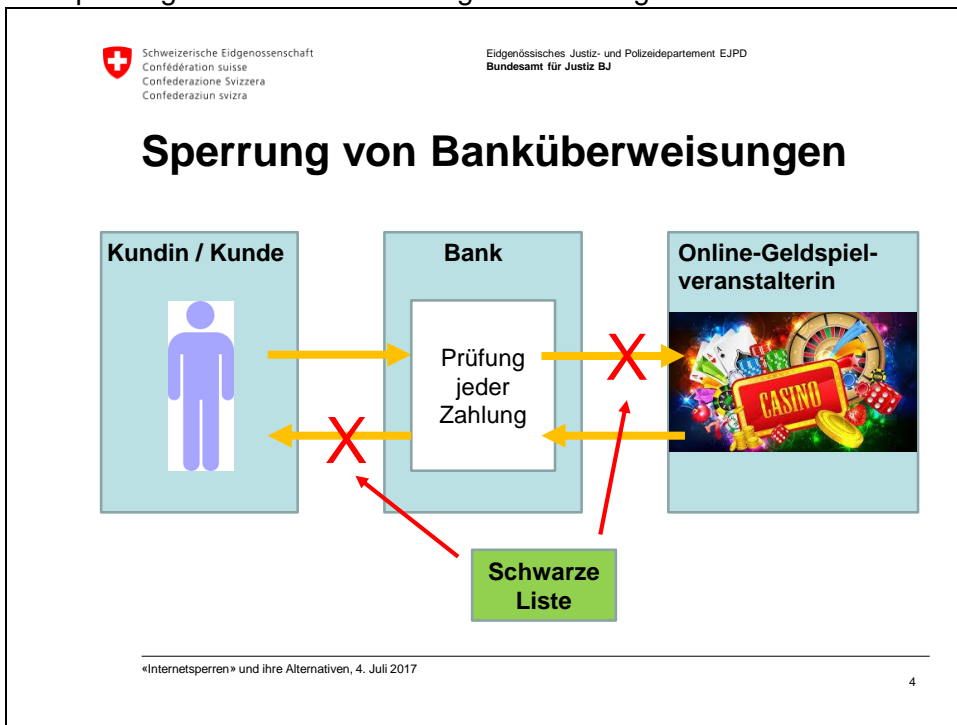 Schweizerische Eidgenossenschaft
Confédération suisse
Confederazione Svizzera
Confederaziun svizra
Eidgenössisches Justiz- und Polizeidepartement EJPD
Bundesamt für Justiz BJ
Sperrung von Banküberweisungen
Kundin / Kunde
Bank
Prüfung
jeder
Zahlung
X
X
Online-Geldspiel-
veranstalterin
CASINO
Schwarze
Liste
«Internetsperren» und ihre Alternativen, 4. Juli 2017
4